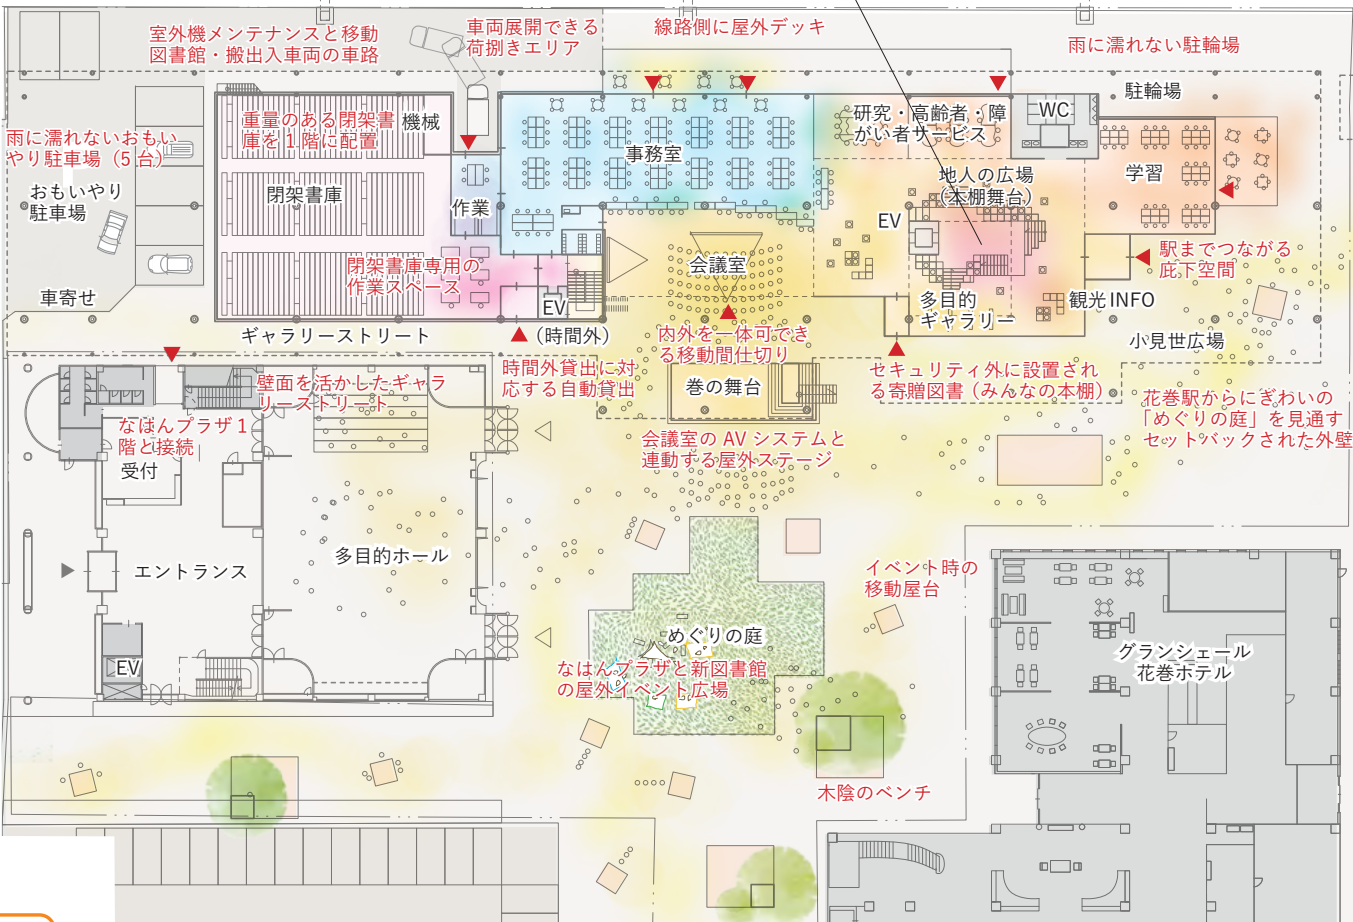 室外機メンテナンスと移動
図書館・搬出入車両の車路
車両展開できる
荷捌きエリア
線路側に屋外デッキ
雨に濡れない駐輪場
駐輪場
雨に濡れないおもい
やり駐車場（5 台）
おもいやり
駐車場
車寄せ
重量のある閉架書
庫を 1 階に配置
機械
閉架書庫
作業
閉架書庫専用の
作業スペース
事務室
研究・高齢者・障
がい者サービス
WC
地人の広場
（本棚舞台）
学習
EV
会議室
EV
多目的
ギャラリー
観光 INFO
駅までつながる
庇下空間
小見世広場
ギャラリーストリート
（時間外）
内外を一体可でき
る移動間仕切り
時間外貸出に対
応する自動貸出
巻の舞台
セキュリティ外に設置され
る寄贈図書（みんなの本棚）
花巻駅からにぎわいの
「めぐりの庭」を見通す
セットバックされた外壁
壁面を活かしたギャラ
リーストリート
なはんプラザ 1
階と接続
受付
会議室の AV システムと
連動する屋外ステージ
エントランス
多目的ホール
イベント時の
移動屋台
めぐりの庭
なはんプラザと新図書館
の屋外イベント広場
EV
グランシェール
花巻ホテル
木陰のベンチ